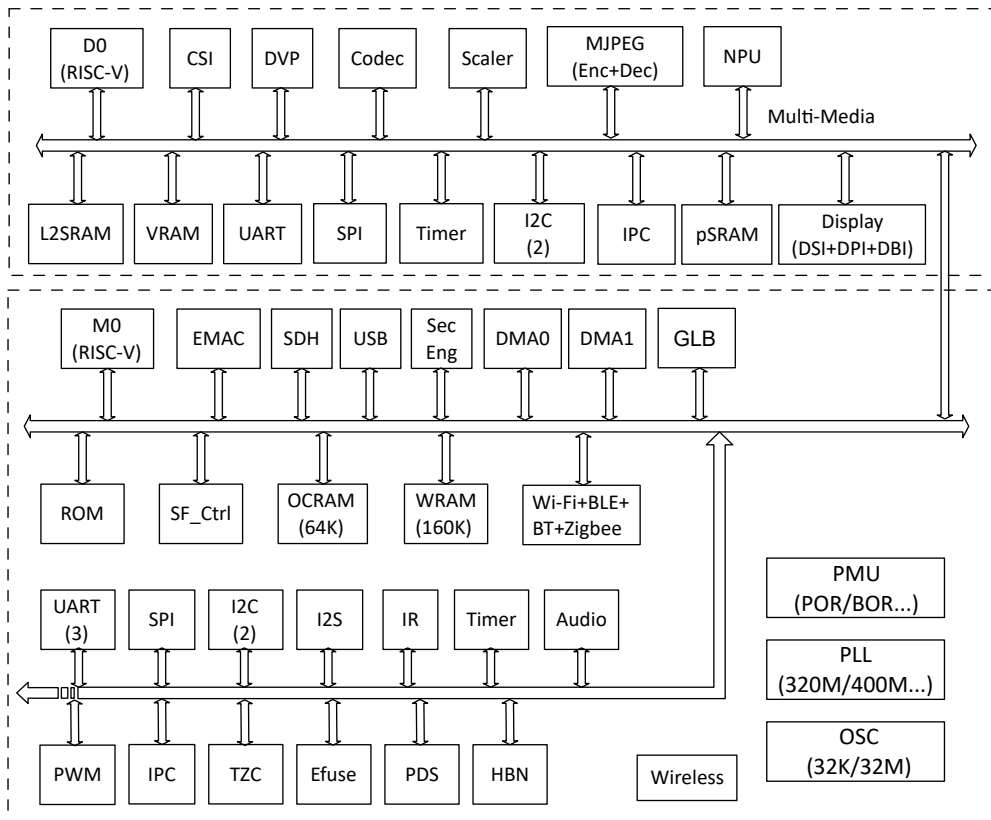 D0
(RISC-V)
CSI
DVP
Codec
Scaler
MJPEG
(Enc+Dec)
NPU
Multi-Media
L2SRAM
VRAM
UART
SPI
Timer
I2C
(2)
IPC
pSRAM
Display
(DSI+DPI+DBI)
M0
(RISC-V)
EMAC
SDH
USB
Sec
Eng
DMA0
DMA1
GLB
ROM
SF_Ctrl
OCRAM
(64K)
WRAM
(160K)
Wi-Fi+BLE+
BT+Zigbee
UART
(3)
SPI
I2C
(2)
I2S
IR
Timer
Audio
PMU
(POR/BOR...)
PLL
(320M/400M...)
OSC
(32K/32M)
PWM
IPC
TZC
Efuse
PDS
HBN
Wireless